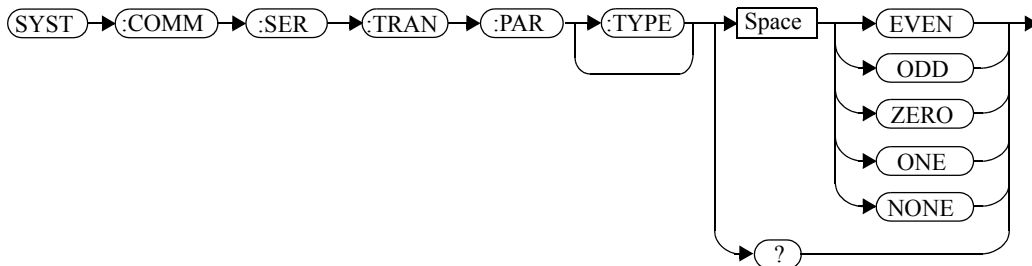 SYST :COMM :SER :TRAN :PAR :TYPE Space EVEN
ODD
ZERO
ONE
NONE
?